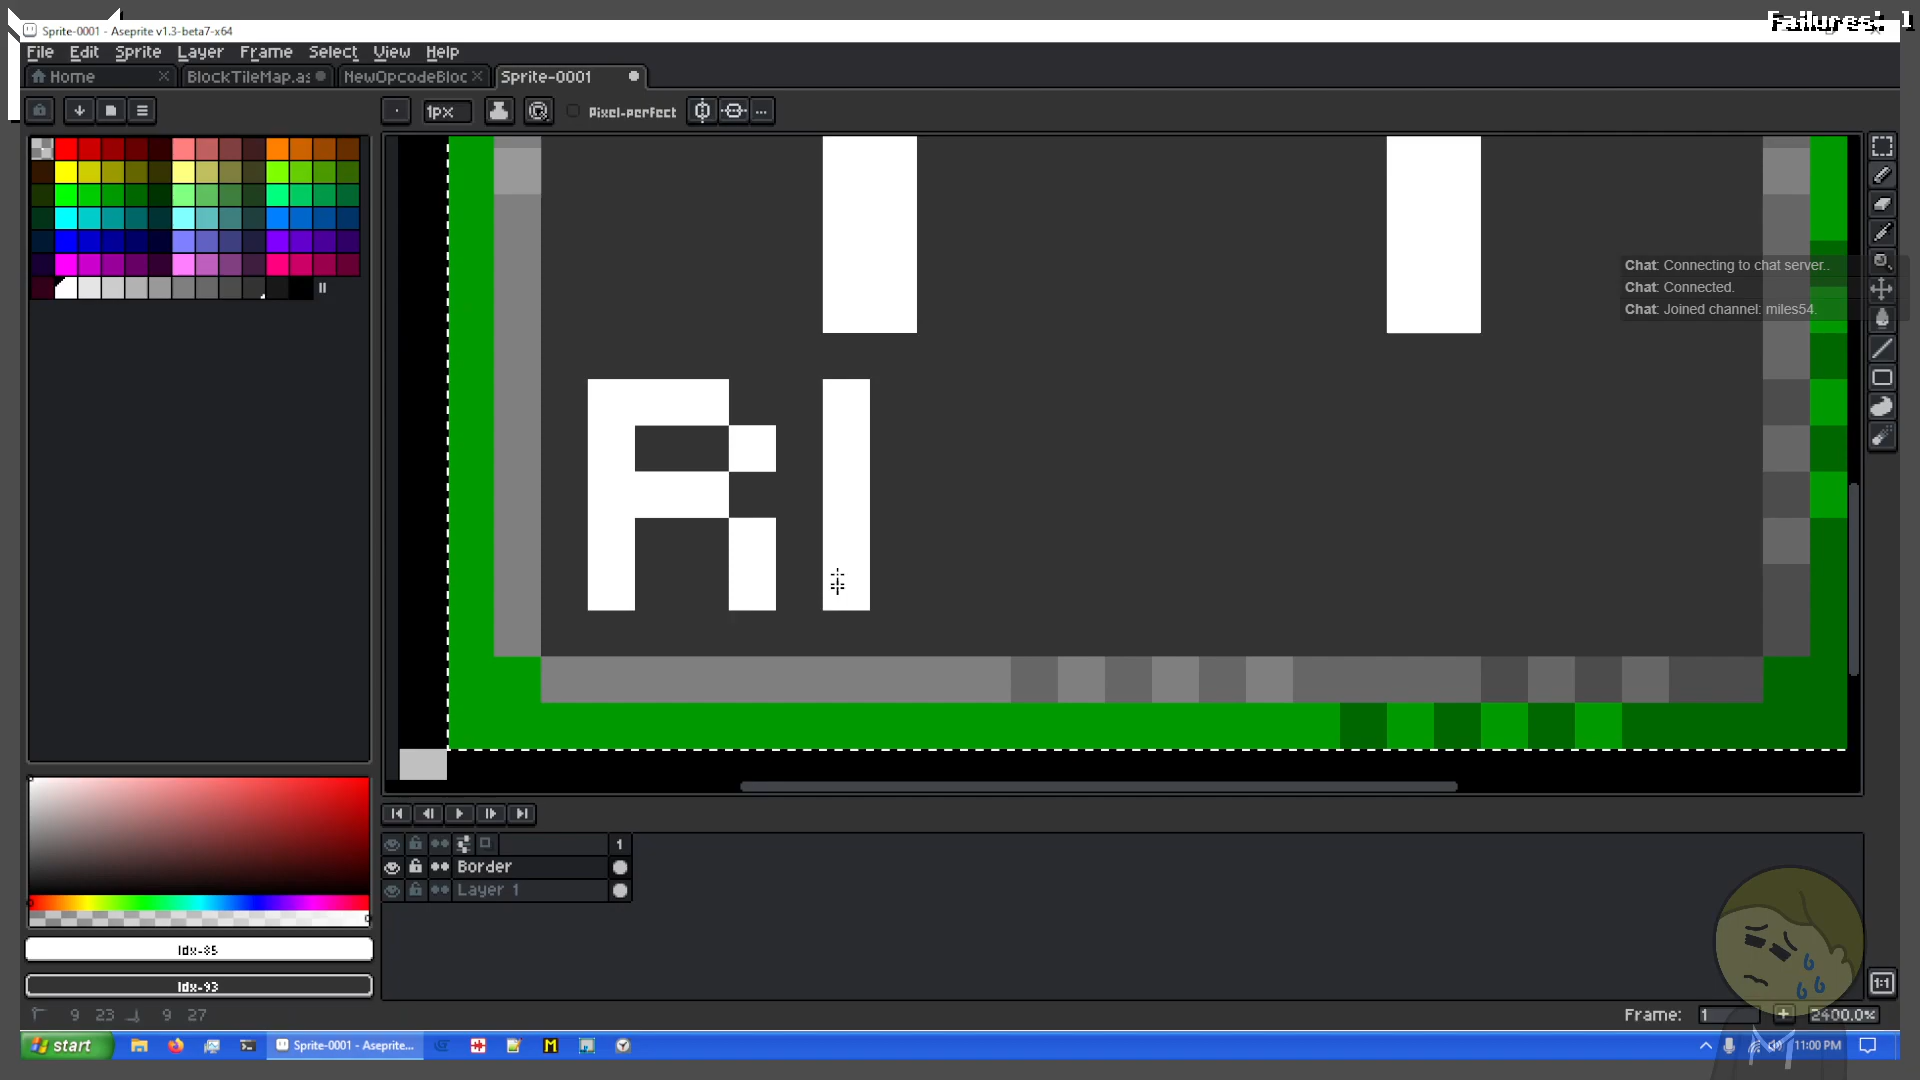 Failures: 1
Sprite-0001 - Aseprite v1.3-beta7-x64
File Edit Sprite Layer Frame Select View Help
Home BlockTileMap.as NewOpcodeBloc Sprite-0001
1px Pixel-perfect ...
Chat: Connecting to chat server..
Chat: Connected.
Chat: Joined channel: miles54.
R
1
Border
Layer 1
Idx-85
Idx-93
9 23 9 27
Frame: 1 + 2400.0%
1:1
start Sprite-0001 - Aseprite... M 11:00 PM